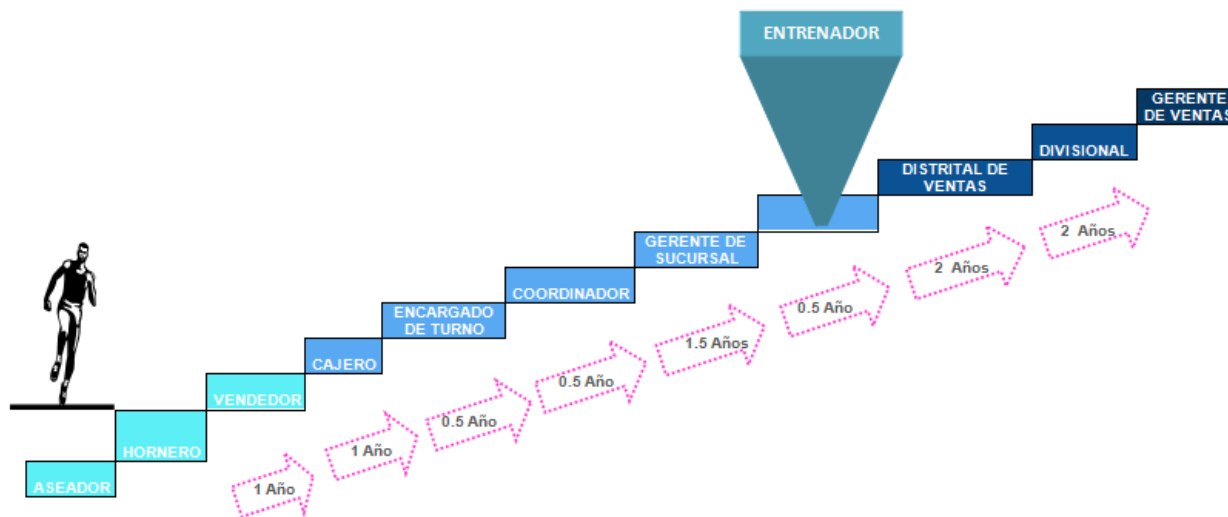 ENTRENADOR
GERENTE
DE VENTAS
DIVISIONAL
DISTRITAL DE
VENTAS
GERENTE DE
SUCURSAL
COORDINADOR
ENCARGADO
DE TURNO
CAJERO
VENDEDOR
HORNERO
ASEADOR
1 Año
1 Año
0.5 Año
0.5 Año
1.5 Años
0.5 Año
2 Años
2 Años